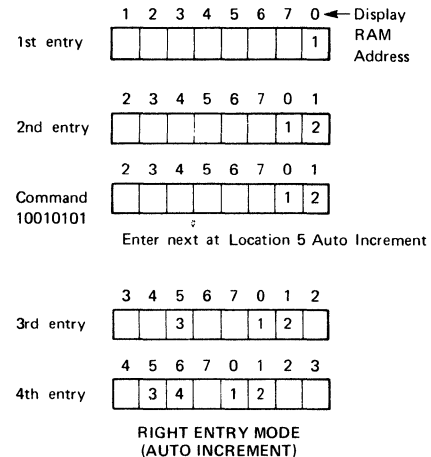 1 2 3 4 5 6 7 0 Display
RAM
Address
1st entry 1
2 3 4 5 6 7 0 1
2nd entry 1 2
2 3 4 5 6 7 0 1
Command 1 2
10010101
Enter next at Location 5 Auto Increment
3 4 5 6 7 0 1 2
3rd entry 3 1 2
4 5 6 7 0 1 2 3
4th entry 3 4 1 2
RIGHT ENTRY MODE
(AUTO INCREMENT)